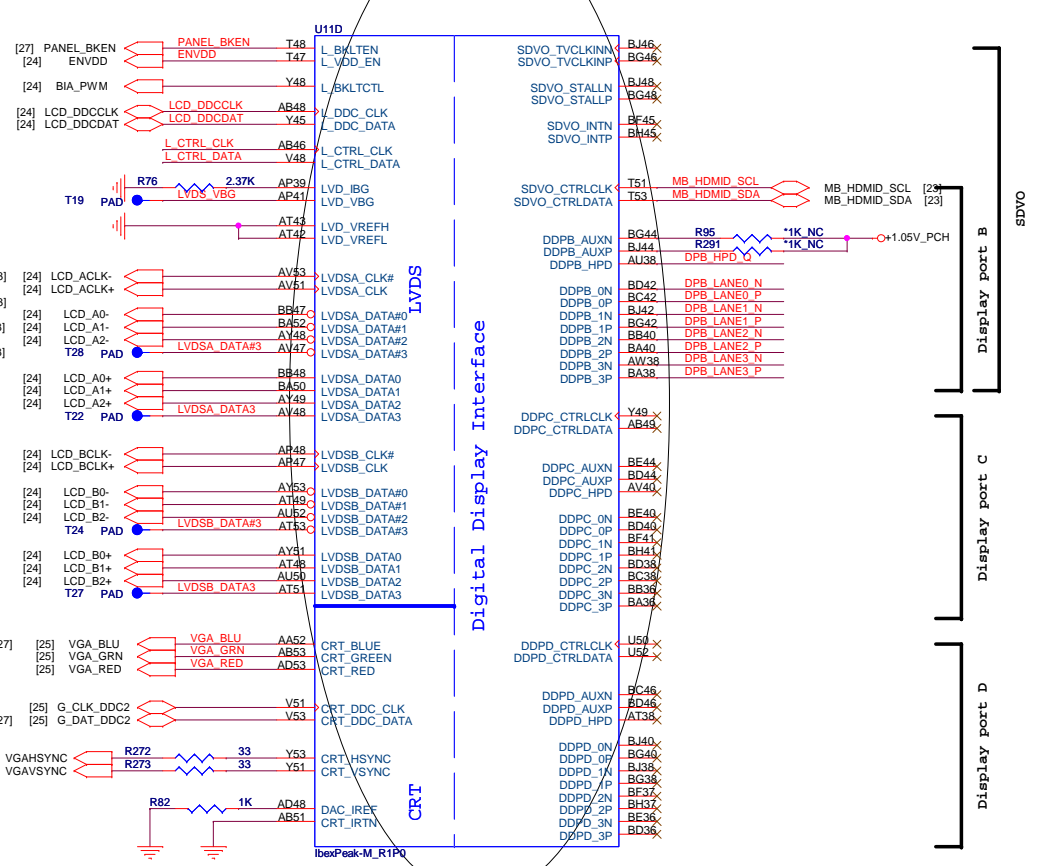 U11D
[27] PANEL_BKEN PANEL_BKEN T48 L_BKLTEN
[24] ENVDD ENVDD T47 L_VDD_EN
[24] BIA_PWM Y48 L_BKLTCTL
[24] LCD_DDCCLK LCD_DDCCLK AB48 L_DDC_CLK
[24] LCD_DDCDAT LCD_DDCDAT Y45 L_DDC_DATA
L_CTRL_CLK AB46 L_CTRL_CLK
L_CTRL_DATA V48 L_CTRL_DATA
R76 2.37K AP39 LVD_IBG
T19 PAD LVDS_VBG AP41 LVD_VBG
AT43 LVD_VREFH
AT42 LVD_VREFL
[24] LCD_ACLK- AV53 LVDSA_CLK#
[24] LCD_ACLK+ AV51 LVDSA_CLK
[24] LCD_A0- BB47 LVDSA_DATA#0
[24] LCD_A1- BA52 LVDSA_DATA#1
[24] LCD_A2- AY48 LVDSA_DATA#2
T28 PAD LVDSA_DATA#3 AV47 LVDSA_DATA#3
[24] LCD_A0+ BB48 LVDSA_DATA0
[24] LCD_A1+ BA50 LVDSA_DATA1
[24] LCD_A2+ AY49 LVDSA_DATA2
T22 PAD LVDSA_DATA3 AV48 LVDSA_DATA3
[24] LCD_BCLK- AP48 LVDSB_CLK#
[24] LCD_BCLK+ AP47 LVDSB_CLK
[24] LCD_B0- AY53 LVDSB_DATA#0
[24] LCD_B1- AT49 LVDSB_DATA#1
[24] LCD_B2- AU52 LVDSB_DATA#2
T24 PAD LVDSB_DATA#3 AT53 LVDSB_DATA#3
[24] LCD_B0+ AY51 LVDSB_DATA0
[24] LCD_B1+ AT48 LVDSB_DATA1
[24] LCD_B2+ AU50 LVDSB_DATA2
T27 PAD LVDSB_DATA3 AT51 LVDSB_DATA3
27] [25] VGA_BLU VGA_BLU AA52 CRT_BLUE
[25] VGA_GRN VGA_GRN AB53 CRT_GREEN
[25] VGA_RED VGA_RED AD53 CRT_RED
[25] G_CLK_DDC2 V51 CRT_DDC_CLK
27] [25] G_DAT_DDC2 V53 CRT_DDC_DATA
VGAHSYNC R272 33 Y53 CRT_HSYNC
VGAVSYNC R273 33 Y51 CRT_VSYNC
R82 1K AD48 DAC_IREF
AB51 CRT_IRTN
IbexPeak-M_R1P0
LVDS
CRT
Digital Display Interface
SDVO_TVCLKINN BJ46
SDVO_TVCLKINP BG46
SDVO_STALLN BJ48
SDVO_STALLP BG48
SDVO_INTN BF45
SDVO_INTP BH45
SDVO_CTRLCLK T51 MB_HDMID_SCL MB_HDMID_SCL [23]
SDVO_CTRLDATA T53 MB_HDMID_SDA MB_HDMID_SDA [23]
DDPB_AUXN BG44 R95 *1K_NC +1.05V_PCH
DDPB_AUXP BJ44 R291 *1K_NC
DDPB_HPD AU38 DPB_HPD_Q
DDPB_0N BD42 DPB_LANE0_N
DDPB_0P BC42 DPB_LANE0_P
DDPB_1N BJ42 DPB_LANE1_N
DDPB_1P BG42 DPB_LANE1_P
DDPB_2N BB40 DPB_LANE2_N
DDPB_2P BA40 DPB_LANE2_P
DDPB_3N AW38 DPB_LANE3_N
DDPB_3P BA38 DPB_LANE3_P
DDPC_CTRLCLK Y49
DDPC_CTRLDATA AB49
DDPC_AUXN BE44
DDPC_AUXP BD44
DDPC_HPD AV40
DDPC_0N BE40
DDPC_0P BD40
DDPC_1N BF41
DDPC_1P BH41
DDPC_2N BD38
DDPC_2P BC38
DDPC_3N BB36
DDPC_3P BA36
DDPD_CTRLCLK U50
DDPD_CTRLDATA U52
DDPD_AUXN BC46
DDPD_AUXP BD46
DDPD_HPD AT38
DDPD_0N BJ40
DDPD_0P BG40
DDPD_1N BJ38
DDPD_1P BG38
DDPD_2N BF37
DDPD_2P BH37
DDPD_3N BE36
DDPD_3P BD36
SDVO
Display port B
Display port C
Display port D